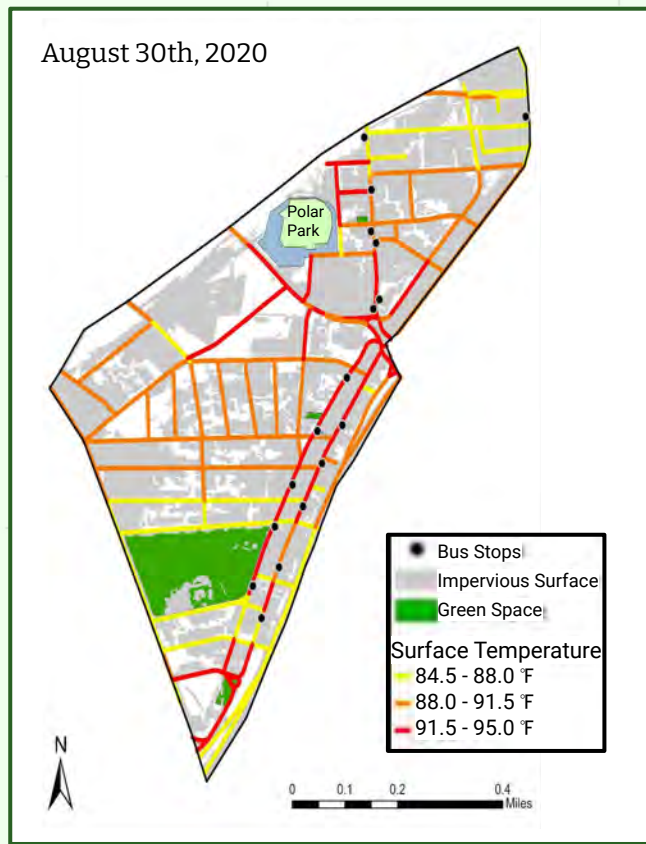 August 30th, 2020
Polar
Park
Bus Stops
Impervious Surface
Green Space
Surface Temperature
84.5 - 88.0 °F
88.0 - 91.5 °F
91.5 - 95.0 °F
N
0 0.1 0.2 0.4
Miles